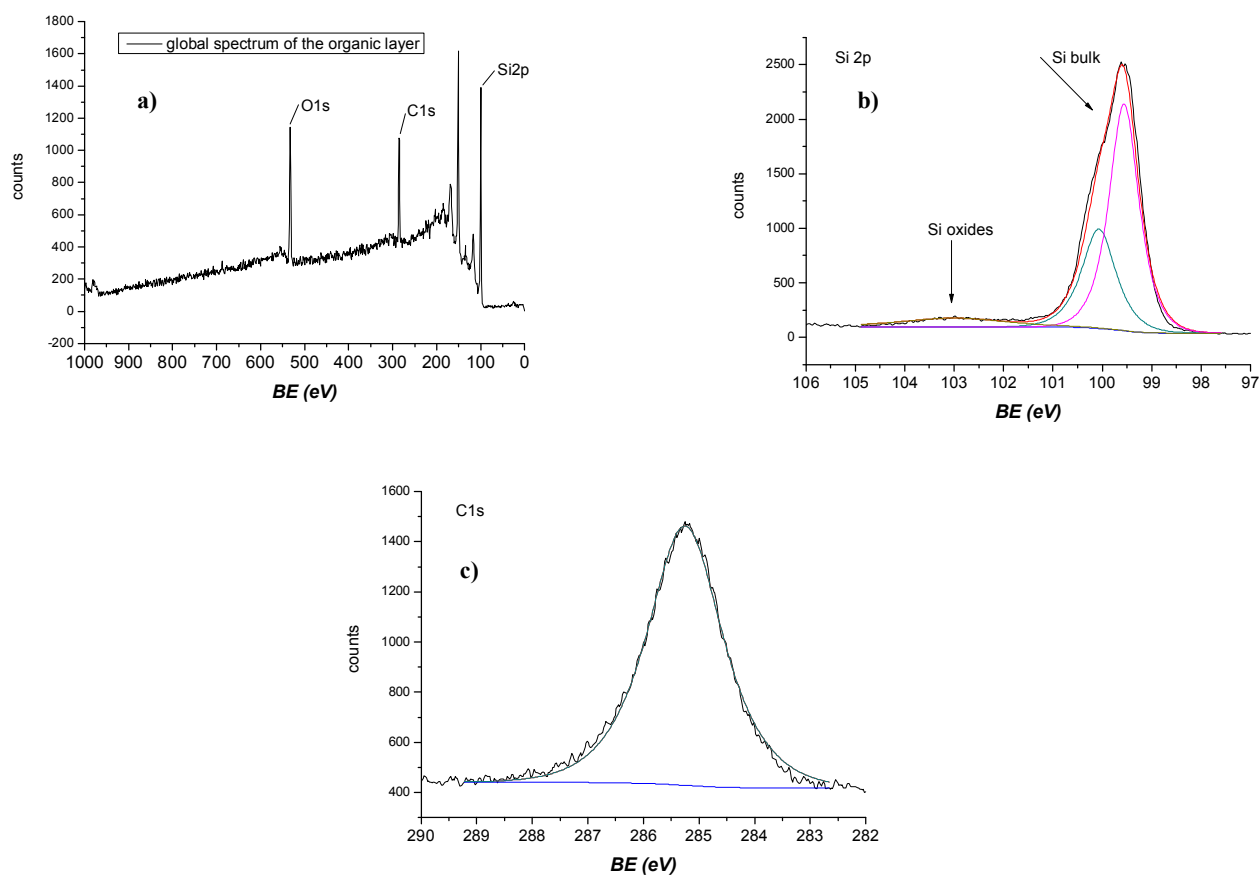 1800
1600
1400
1200
1000
800
600
400
200
0
-200
counts
global spectrum of the organic layer
a)
O1s
C1s
Si2p
1000 900 800 700 600 500 400 300 200 100 0
BE (eV)
Si 2p
b)
Si bulk
Si oxides
2500
2000
1500
1000
500
0
counts
106 105 104 103 102 101 100 99 98 97
BE (eV)
C1s
c)
1600
1400
1200
1000
800
600
400
counts
290 289 288 287 286 285 284 283 282
BE (eV)